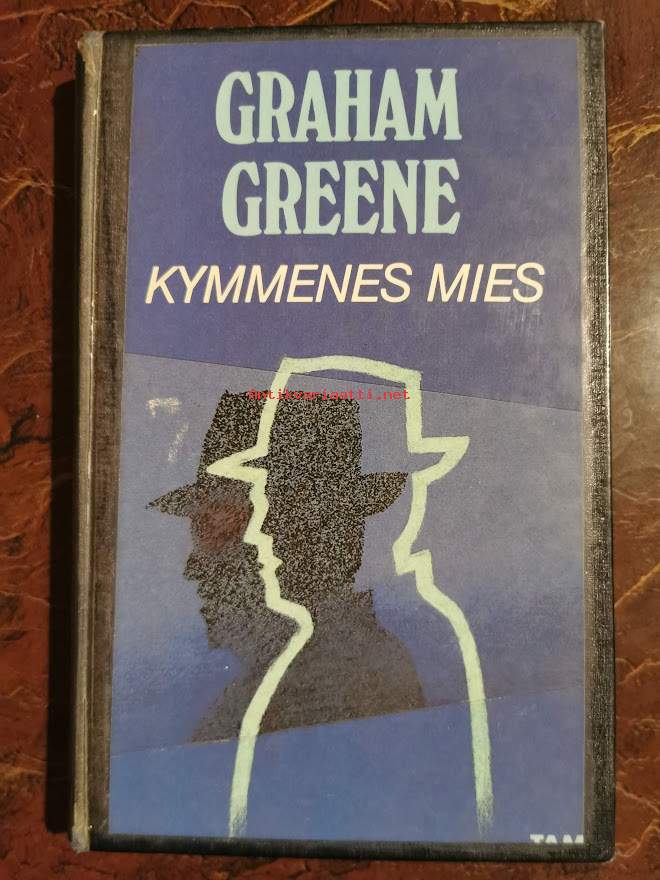 GRAHAM
GREENE
KYMMENES MIES
antikvariaatti.net